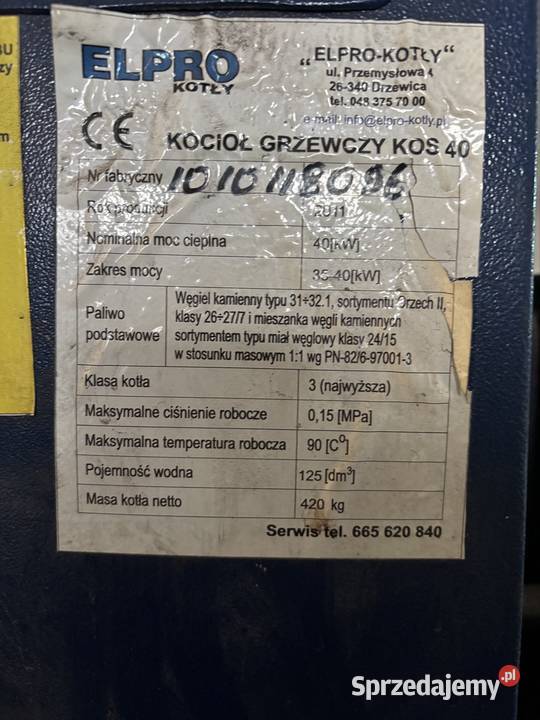 BU
zy
m
ELPRO
KOTŁY
„ELPRO-KOTŁY"
ul. Przemysłowa 4
26-340 Drzewica
tel. 048 375 70 00
e-mail: info@elpro-kotly.pl
CE
KOCIOŁ GRZEWCZY KOS 40
Nr fabryczny
Rok produkcji 2011
Nominalna moc cieplna 40[kW]
Zakres mocy 35-40[kW]
Paliwo podstawowe
Węgiel kamienny typu 31÷32.1, sortymentu Orzech II,
klasy 26÷27/7 i mieszanka węgli kamiennych
sortymentem typu miał węglowy klasy 24/15
w stosunku masowym 1:1 wg PN-82/6-97001-3
Klasa kotła 3 (najwyższa)
Maksymalne ciśnienie robocze 0,15 [MPa]
Maksymalna temperatura robocza 90 [C⁰]
Pojemność wodna 125 [dm³]
Masa kotła netto 420 kg
Serwis tel. 665 620 840
Sprzedajemy.pl